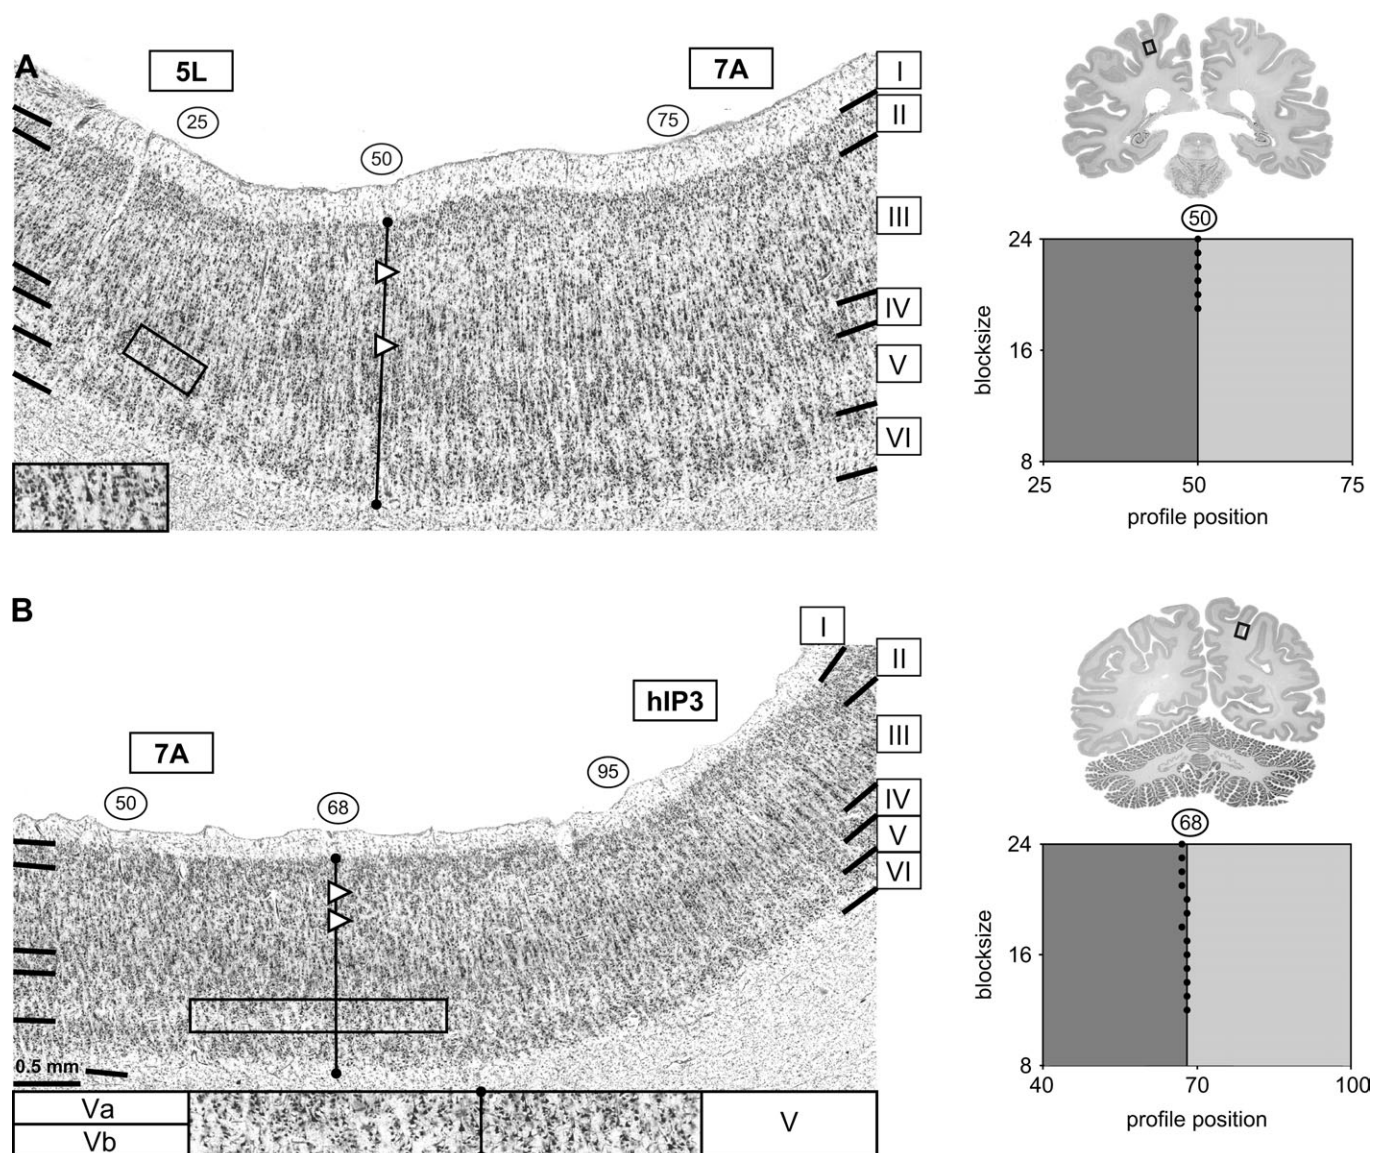 A
5L
7A
I
25
75
II
50
III
IV
V
VI
50
24
blocksize
16
8
25
50
75
profile position
B
I
II
hIP3
7A
III
95
50
68
IV
V
VI
0.5 mm
Va
Vb
V
68
24
blocksize
16
8
40
70
100
profile position